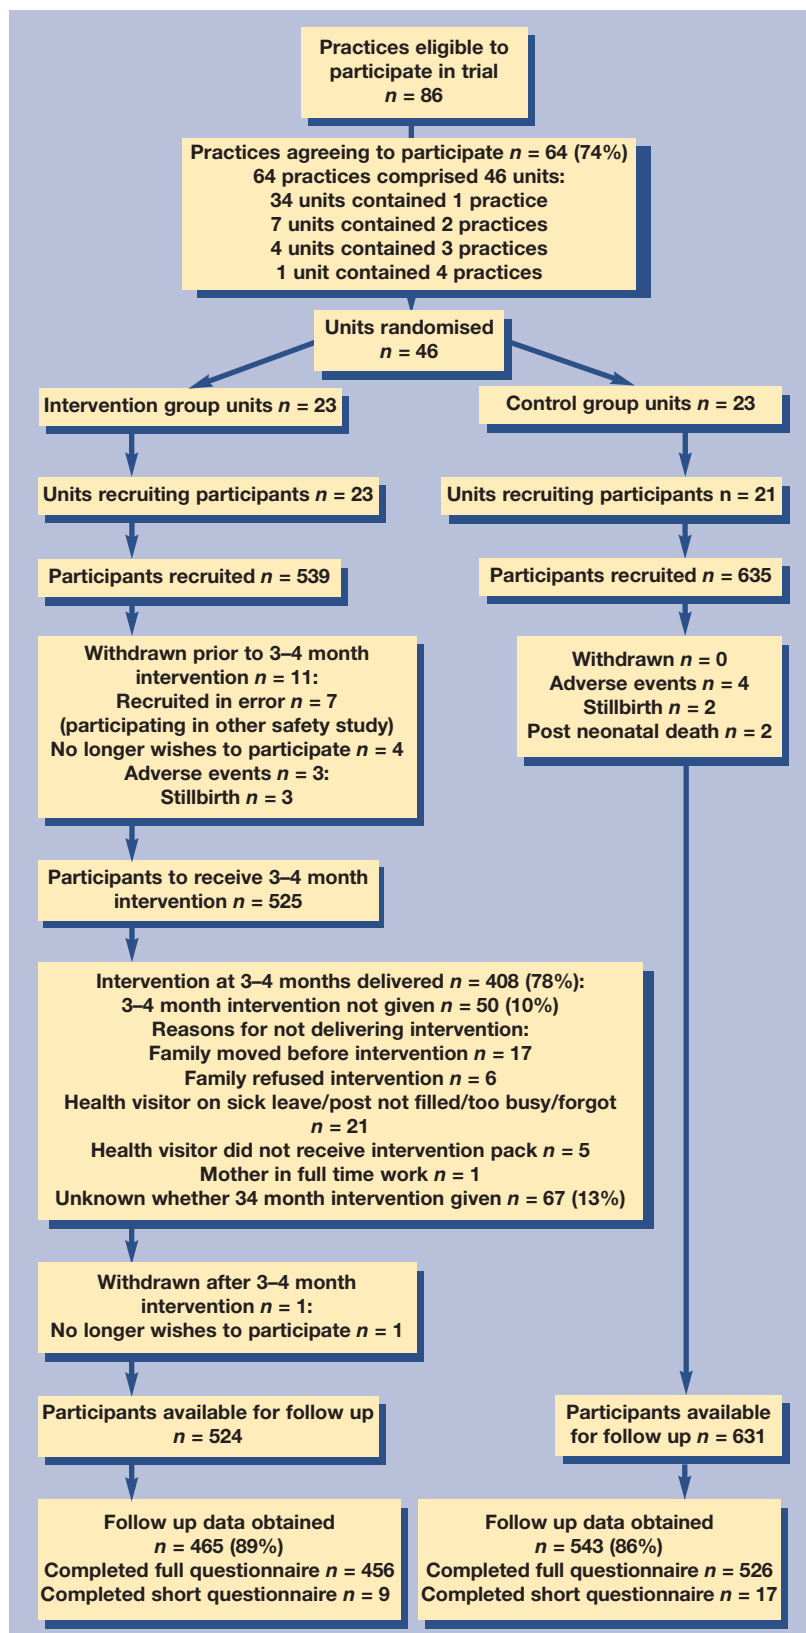 Practices eligible to
participate in trial
n = 86
Practices agreeing to participate n = 64 (74%)
64 practices comprised 46 units:
34 units contained 1 practice
7 units contained 2 practices
4 units contained 3 practices
1 unit contained 4 practices
Units randomised
n = 46
Intervention group units n = 23
Units recruiting participants n = 23
Participants recruited n = 539
Withdrawn prior to 3–4 month
intervention n = 11:
Recruited in error n = 7
(participating in other safety study)
No longer wishes to participate n = 4
Adverse events n = 3:
Stillbirth n = 3
Participants to receive 3–4 month
intervention n = 525
Intervention at 3–4 months delivered n = 408 (78%):
3–4 month intervention not given n = 50 (10%)
Reasons for not delivering intervention:
Family moved before intervention n = 17
Family refused intervention n = 6
Health visitor on sick leave/post not filled/too busy/forgot
n = 21
Health visitor did not receive intervention pack n = 5
Mother in full time work n = 1
Unknown whether 34 month intervention given n = 67 (13%)
Withdrawn after 3–4 month
intervention n = 1:
No longer wishes to participate n = 1
Participants available for follow up
n = 524
Follow up data obtained
n = 465 (89%)
Completed full questionnaire n = 456
Completed short questionnaire n = 9
Control group units n = 23
Units recruiting participants n = 21
Participants recruited n = 635
Withdrawn n = 0
Adverse events n = 4
Stillbirth n = 2
Post neonatal death n = 2
Participants available
for follow up n = 631
Follow up data obtained
n = 543 (86%)
Completed full questionnaire n = 526
Completed short questionnaire n = 17